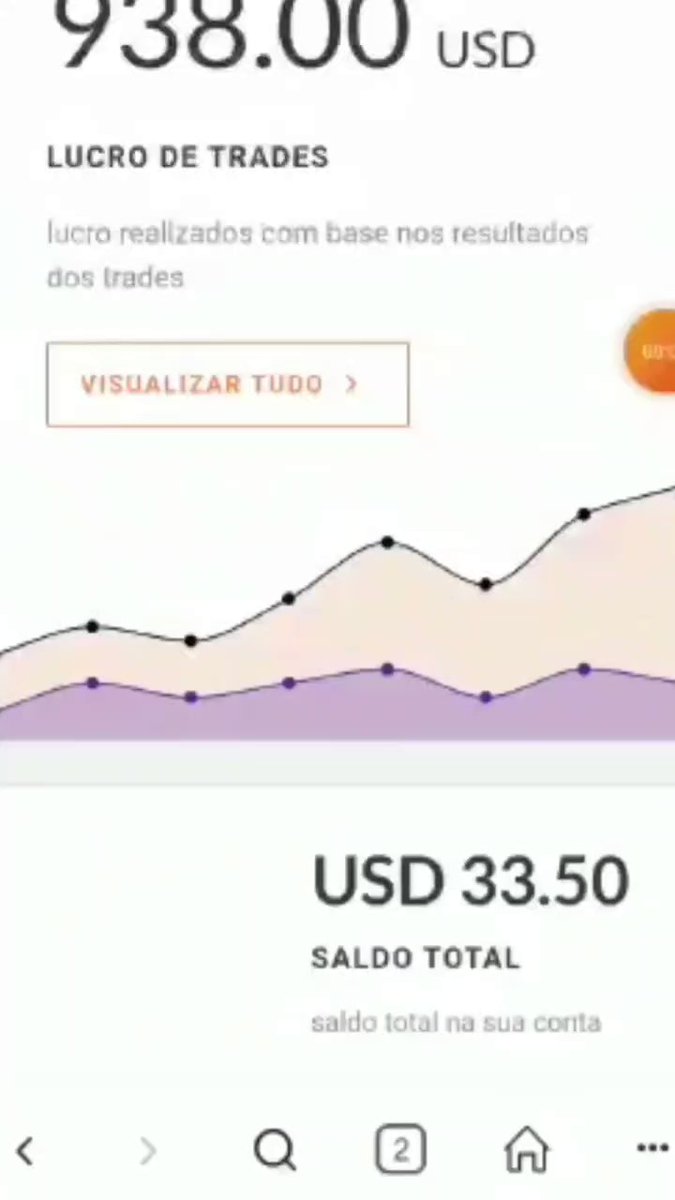 938.00 USD
LUCRO DE TRADES
lucro realizados com base nos resultados
dos trades
VISUALIZAR TUDO >
USD 33.50
SALDO TOTAL
saldo total na sua conta
2